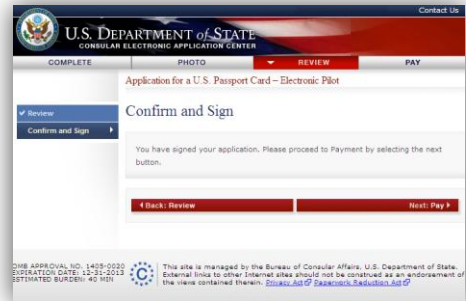 Contact Us
U.S. DEPARTMENT of STATE
CONSULAR ELECTRONIC APPLICATION CENTER
COMPLETE PHOTO REVIEW PAY
Application for a U.S. Passport Card – Electronic Pilot
Review
Confirm and Sign
Confirm and Sign
You have signed your application. Please proceed to Payment by selecting the next
button.
Back: Review Next: Pay
OMB APPROVAL NO. 1405-0020
EXPIRATION DATE: 12-31-2013
ESTIMATED BURDEN: 40 MIN
This site is managed by the Bureau of Consular Affairs, U.S. Department of State.
External links to other Internet sites should not be construed as an endorsement of
the views contained therein. Privacy Act Paperwork Reduction Act